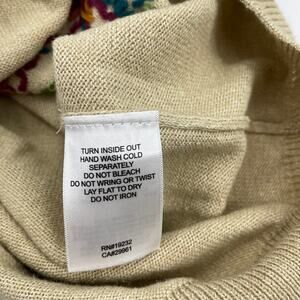 TURN INSIDE OUT
HAND WASH COLD
SEPARATELY
DO NOT BLEACH
DO NOT WRING OR TWIST
LAY FLAT TO DRY
DO NOT IRON
RN#19232
CA#29961